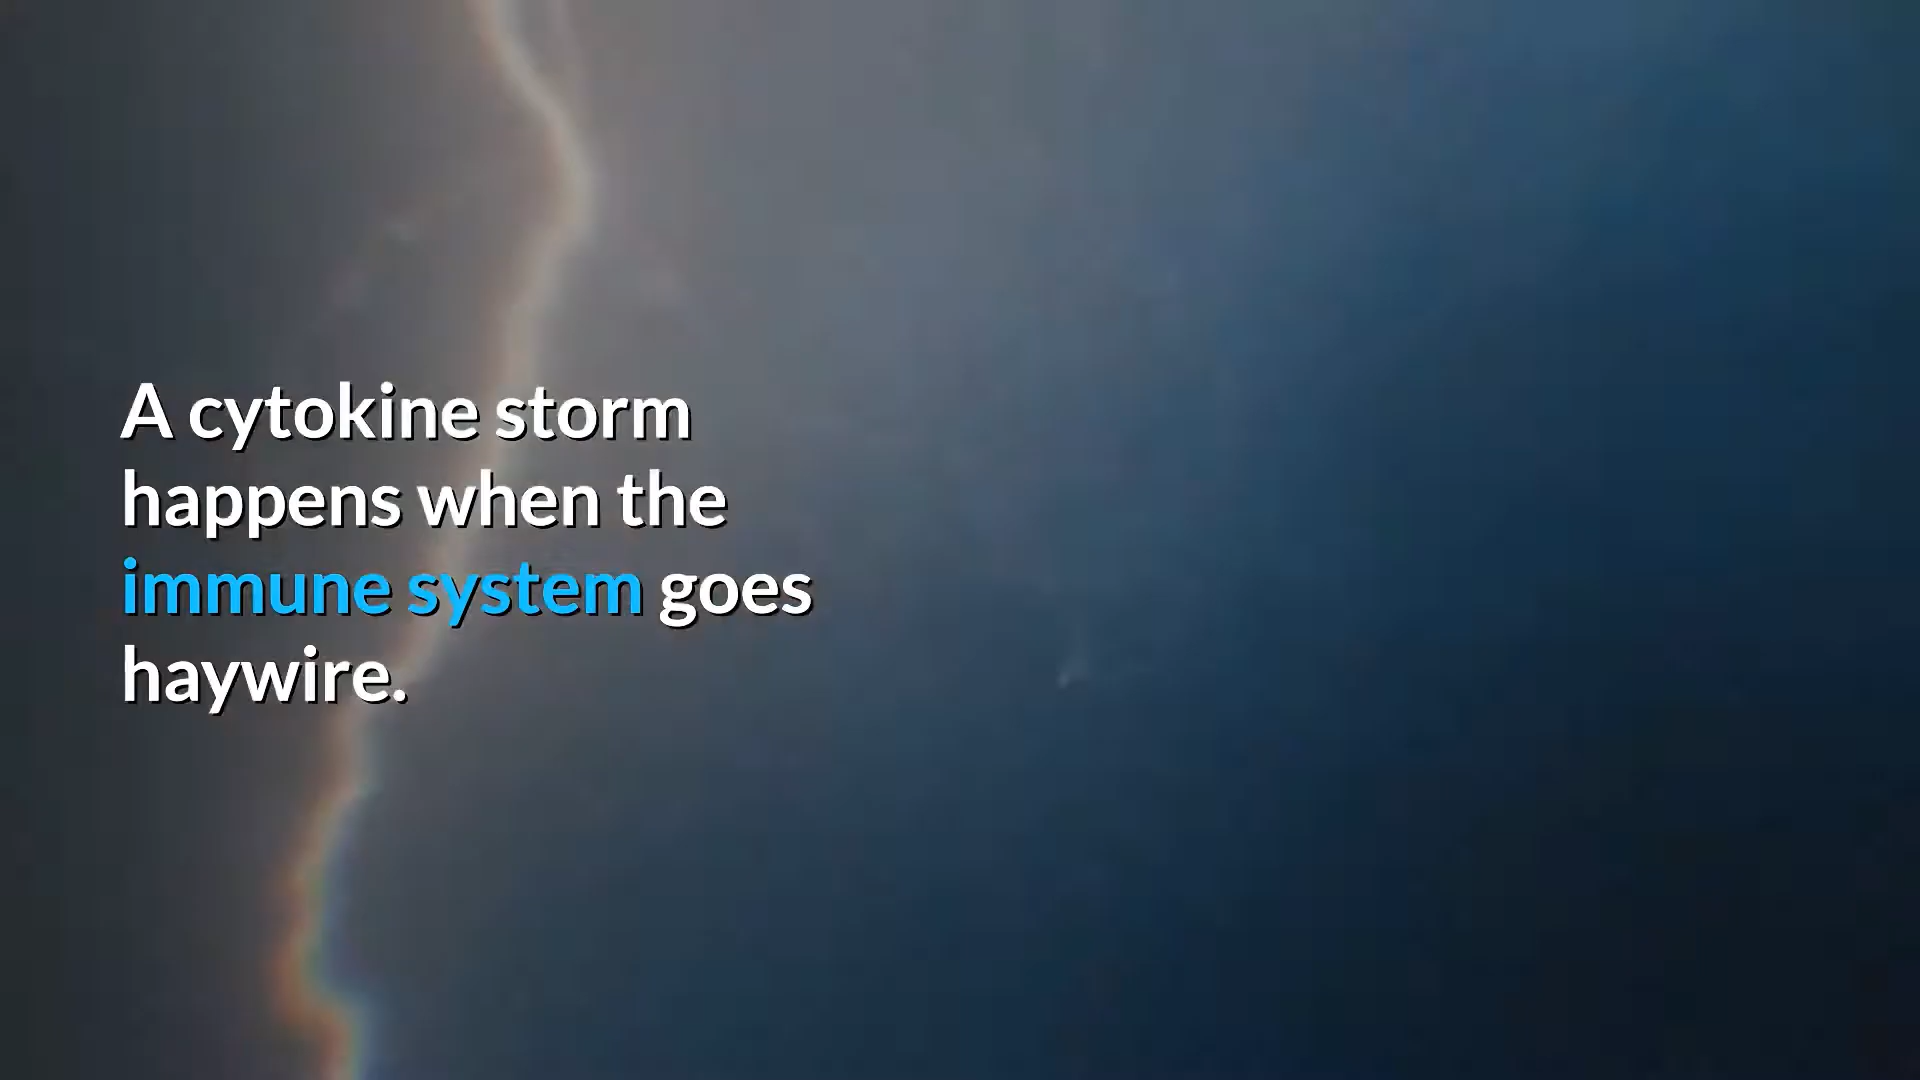 A cytokine storm
happens when the
immune system goes
haywire.